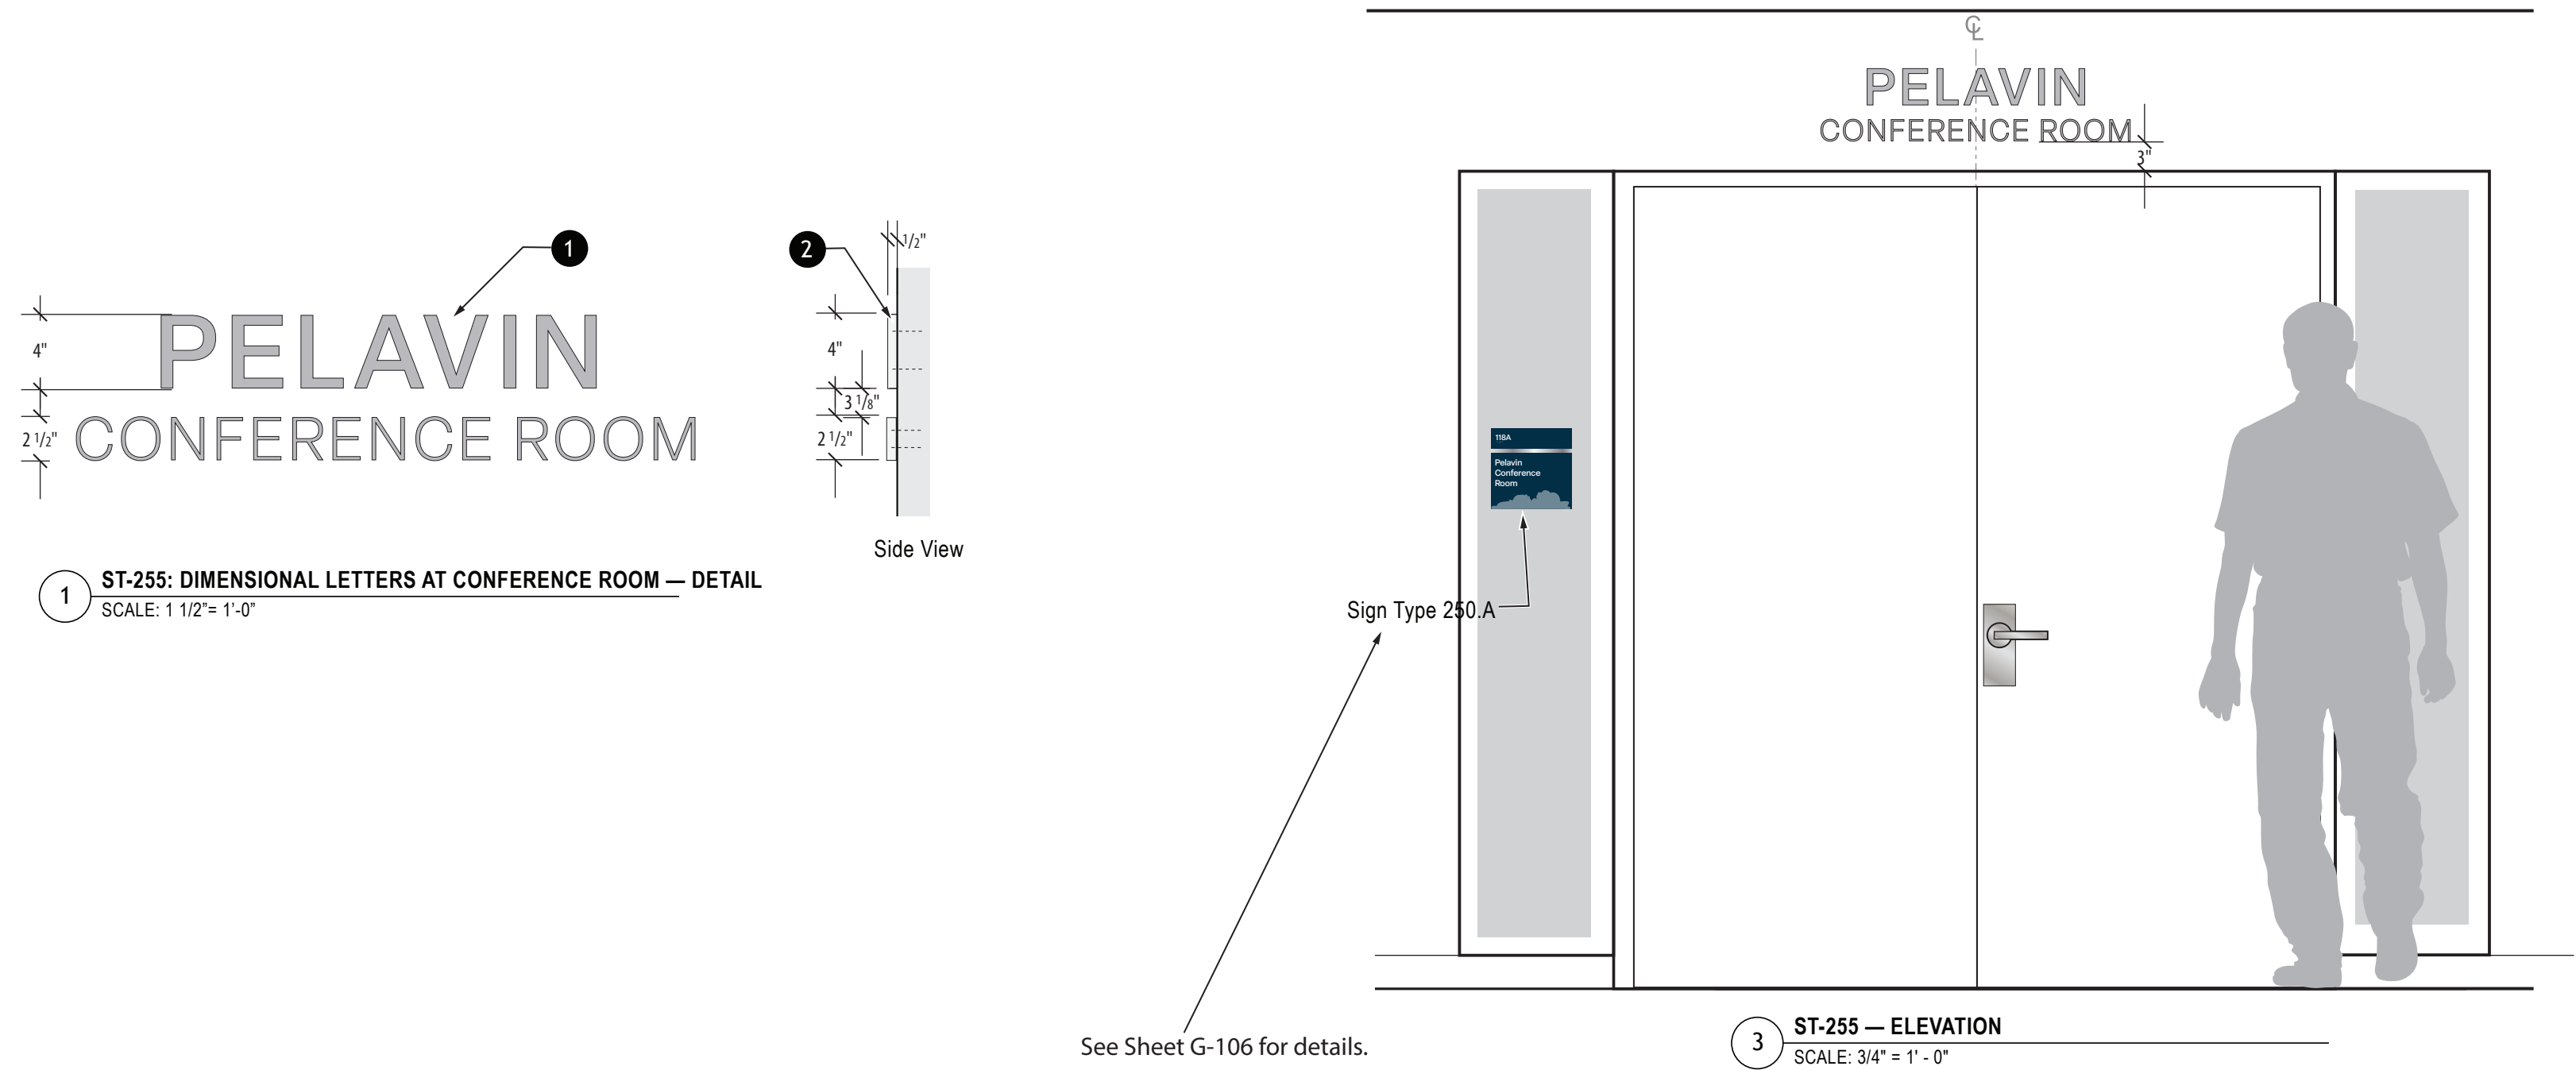 1
PELAVIN
CONFERENCE ROOM
4"
2 1/2"
2
1/2"
4"
3 1/8"
2 1/2"
Side View
1
ST-255: DIMENSIONAL LETTERS AT CONFERENCE ROOM — DETAIL
SCALE: 1 1/2”= 1’-0”
℄
PELAVIN
CONFERENCE ROOM
3"
118A
Pelavin
Conference
Room
Sign Type 250.A
See Sheet G-106 for details.
3
ST-255 — ELEVATION
SCALE: 3/4" = 1' - 0"